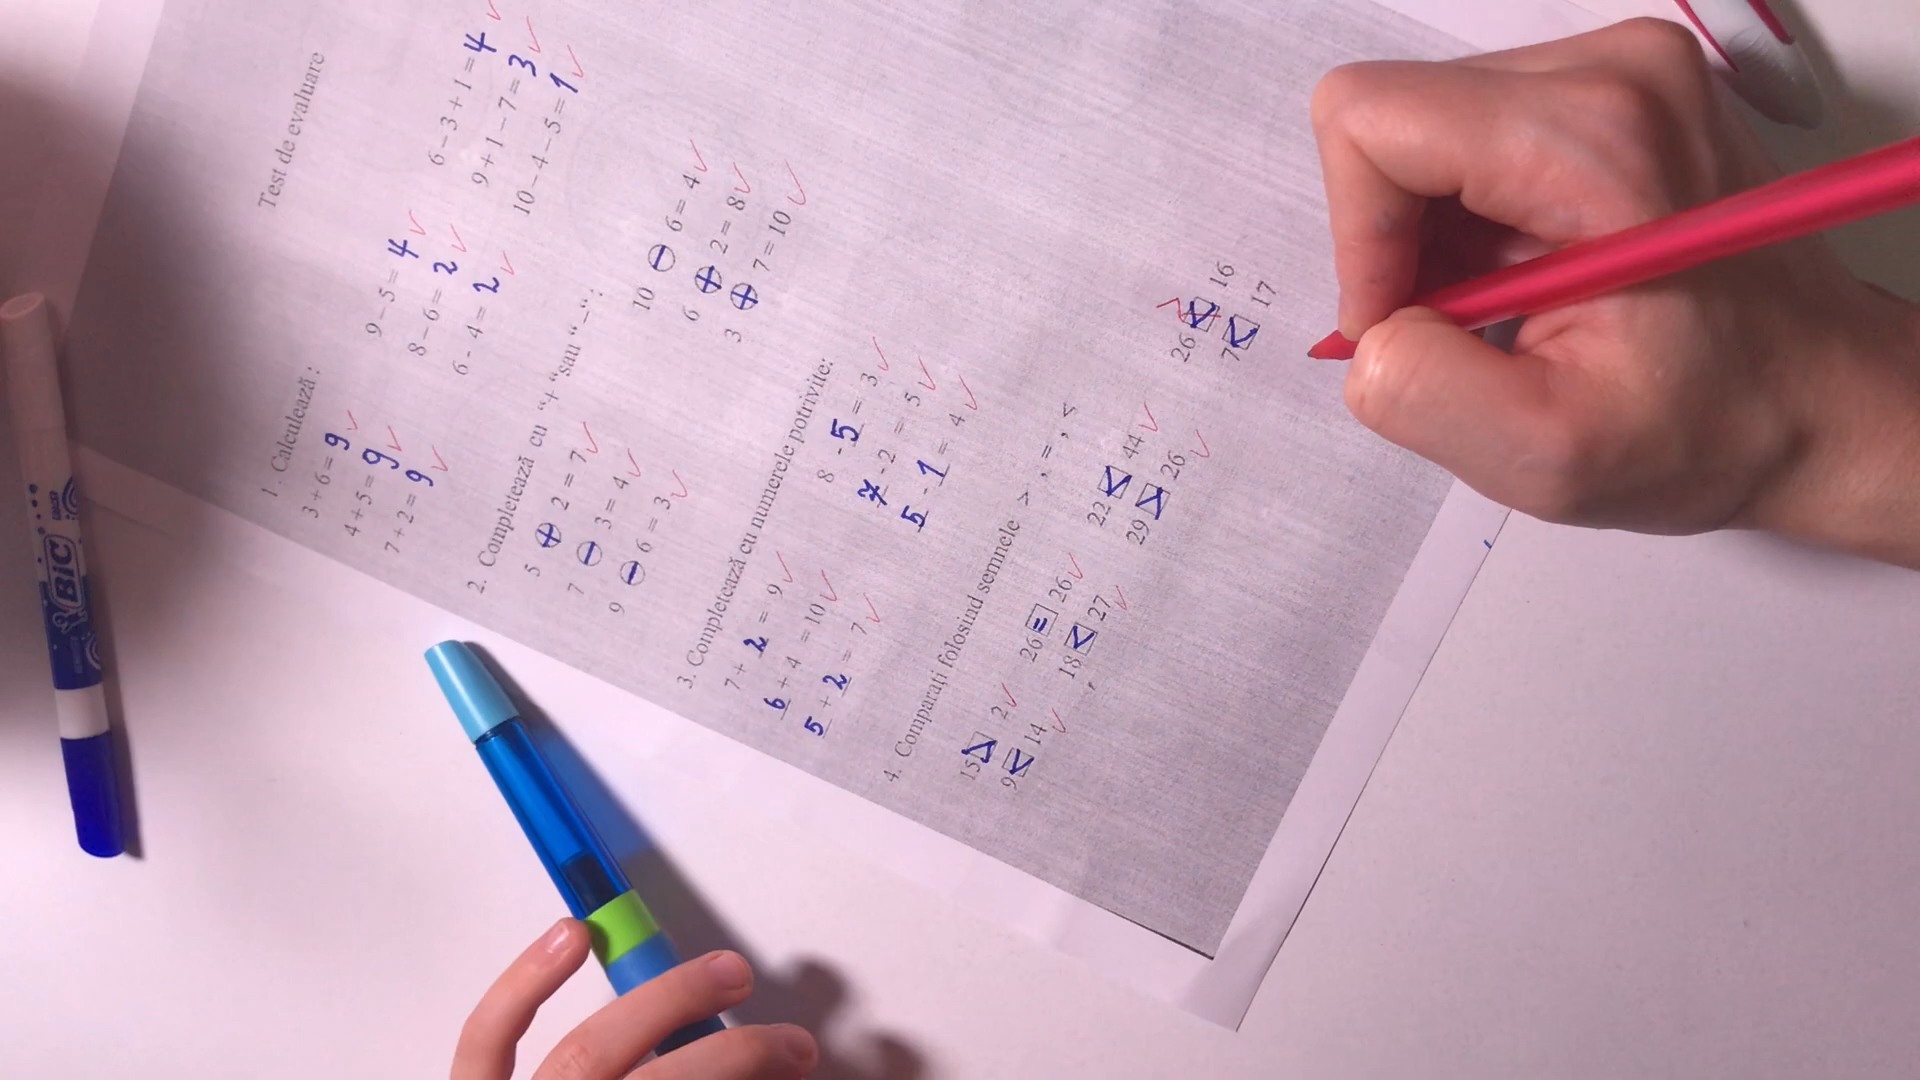 Test de evaluare
1. Calculează :
3 + 6 = 9 9 – 5 = 4 6 – 3 + 1 = 4
4 + 5 = 9 8 – 6 = 2 9 + 1 – 7 = 3
7 + 2 = 9 6 - 4 = 2 10 – 4 – 5 = 1
2. Completează cu “+ “sau “–“:
5 + 2 = 7 10 – 6 = 4
7 – 3 = 4 6 + 2 = 8
9 – 6 = 3 3 + 7 = 10
3. Completează cu numerele potrivite:
7 + 2 = 9 8 - 5 = 3
6 + 4 = 10 7 - 2 = 5
5 + 2 = 7 5 - 1 = 4
4. Comparați folosind semnele > , = , <
15 > 2 26 = 26 22 < 44 26 < 16
9 < 14 18 < 27 29 > 26 7 < 17
BIC